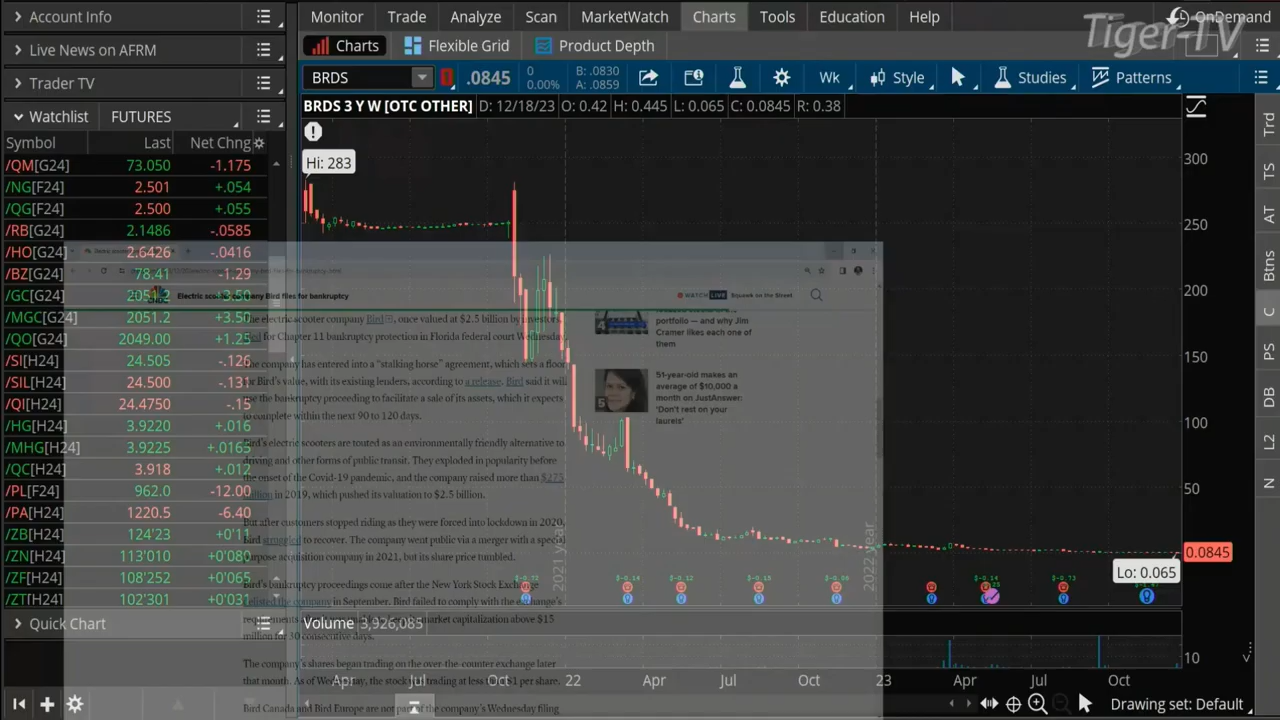 Account Info
Live News on AFRM
Trader TV
Watchlist FUTURES
Symbol Last Net Chng
/QM[G24] 73.050 -1.175
/NG[F24] 2.501 +.054
/QG[F24] 2.500 +.055
/RB[G24] 2.1486 -.0585
/HO[G24] 2.6426 -.0416
/BZ[G24] 78.41 -1.29
/GC[G24] 2051.2 +3.50
/MGC[G24] 2051.2 +3.50
/QO[G24] 2049.00 +1.25
/SI[H24] 24.505 -.126
/SIL[H24] 24.500 -.131
/QI[H24] 24.4750 -.15
/HG[H24] 3.9220 +.016
/MHG[H24] 3.9225 +.0165
/QC[H24] 3.918 +.012
/PL[F24] 962.0 -12.00
/PA[H24] 1220.5 -6.40
/ZB[H24] 124'23 +0'11
/ZN[H24] 113'010 +0'080
/ZF[H24] 108'252 +0'065
/ZT[H24] 102'301 +0'031
Quick Chart
Monitor Trade Analyze Scan MarketWatch Charts Tools Education Help
OnDemand
Tiger-TV
Charts Flexible Grid Product Depth
BRDS .0845 0 0.00% B: .0830 A: .0859 Wk Style Studies Patterns
BRDS 3 Y W [OTC OTHER] D: 12/18/23 O: 0.42 H: 0.445 L: 0.065 C: 0.0845 R: 0.38
Hi: 283
300
250
200
150
100
50
0.0845
Lo: 0.065
2021 year
2022 year
Electric scooter company Bird files for bankruptcy
WATCH LIVE Squawk on the Street
The electric scooter company Bird, once valued at $2.5 billion by investors,
filed for Chapter 11 bankruptcy protection in Florida federal court Wednesday.
The company has entered into a “stalking horse” agreement, which sets a floor
for Bird's value, with its existing lenders, according to a release. Bird said it will
use the bankruptcy proceeding to facilitate a sale of its assets, which it expects
to complete within the next 90 to 120 days.
Bird's electric scooters are touted as an environmentally friendly alternative to
driving and other forms of public transit. They exploded in popularity before
the onset of the Covid-19 pandemic, and the company raised more than $275
million in 2019, which pushed its valuation to $2.5 billion.
But after customers stopped riding as they were forced into lockdown in 2020,
Bird struggled to recover. The company went public via a merger with a special
purpose acquisition company in 2021, but its share price tumbled.
Bird's bankruptcy proceedings come after the New York Stock Exchange
delisted the company in September. Bird failed to comply with the exchange's
market capitalization above $15
million for 30 consecutive days.
The company's shares began trading on the over-the-counter exchange later
that month. As of Wednesday, the stock trading at less than $1 per share.
Bird Canada and Bird Europe are not part of the company's Wednesday filing
4
portfolio — and why Jim
Cramer likes each one of
them
5
51-year-old makes an
average of $10,000 a
month on JustAnswer:
'Don't rest on your
laurels'
Volume 3,926,085
10
Apr Jul Oct 22 Apr Jul Oct 23 Apr Jul Oct
Drawing set: Default
Trd
TS
AT
Btns
C
PS
DB
L2
N